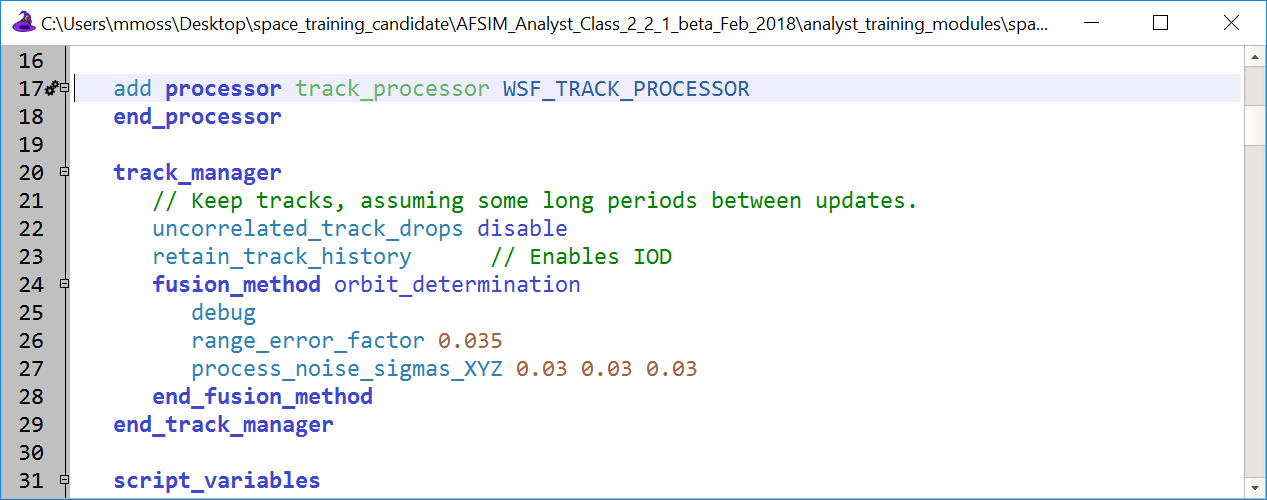 C:\Users\mmoss\Desktop\space_training_candidate\AFSIM_Analyst_Class_2_2_1_beta_Feb_2018\analyst_training_modules\spa...
16
17 add processor track_processor WSF_TRACK_PROCESSOR
18 end_processor
19
20 track_manager
21 // Keep tracks, assuming some long periods between updates.
22 uncorrelated_track_drops disable
23 retain_track_history // Enables IOD
24 fusion_method orbit_determination
25 debug
26 range_error_factor 0.035
27 process_noise_sigmas_XYZ 0.03 0.03 0.03
28 end_fusion_method
29 end_track_manager
30
31 script_variables